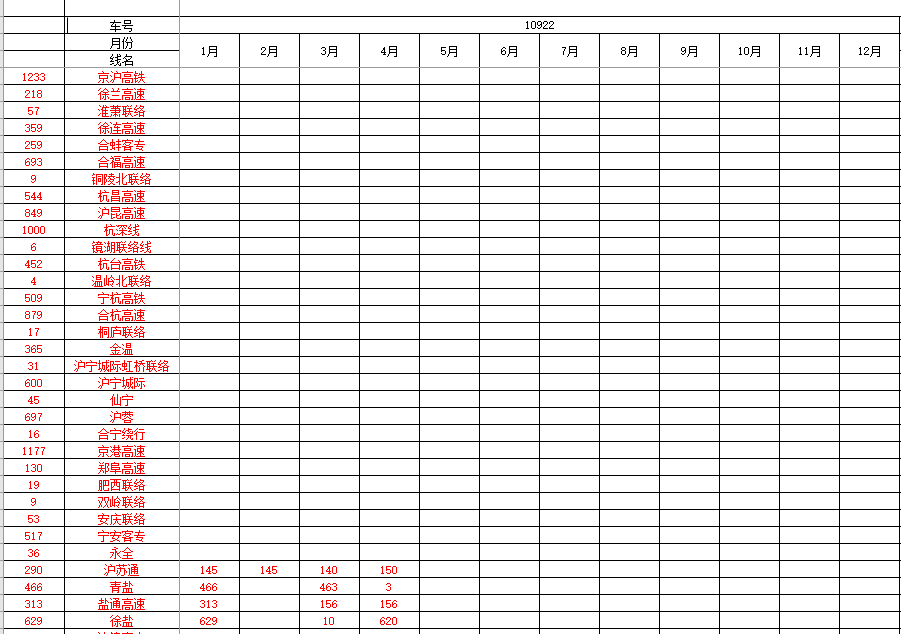 车号 10922
月份 1月 2月 3月 4月 5月 6月 7月 8月 9月 10月 11月 12月
线名
1233 京沪高铁
218 徐兰高速
57 淮萧联络
359 徐连高速
259 合蚌客专
693 合福高速
9 铜陵北联络
544 杭昌高速
849 沪昆高速
1000 杭深线
6 镜湖联络线
452 杭台高铁
4 温岭北联络
509 宁杭高铁
879 合杭高速
17 桐庐联络
365 金温
31 沪宁城际虹桥联络
600 沪宁城际
45 仙宁
697 沪蓉
16 合宁绕行
1177 京港高速
130 郑阜高速
19 肥西联络
9 双岭联络
53 安庆联络
517 宁安客专
36 永全
290 沪苏通 145 145 140 150
466 青盐 466 463 3
313 盐通高速 313 156 156
629 徐盐 629 10 620